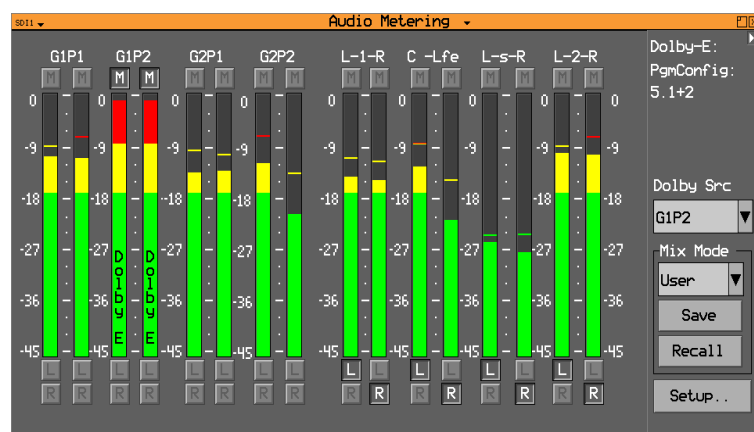 SDI1
Audio Metering
G1P1 G1P2 G2P1 G2P2 L-1-R C -Lfe L-s-R L-2-R
M M M M M M M M M M M M M M M M
0 0 0 0 0 0 0 0
-9 -9 -9 -9 -9 -9 -9
-18 -18 -18 -18 -18 -18 -18 -18
-27 -27 -27 -27 -27 -27 -27 -27
-36 -36 -36 -36 -36 -36 -36 -36
-45 -45 -45 -45 -45 -45 -45 -45
Dolby E
Dolby E
L L L L L L L L L L L L L L L L
R R R R R R R R R R R R R R R R
Dolby-E:
PgmConfig:
5.1+2
Dolby Src
G1P2
Mix Mode
User
Save
Recall
Setup..